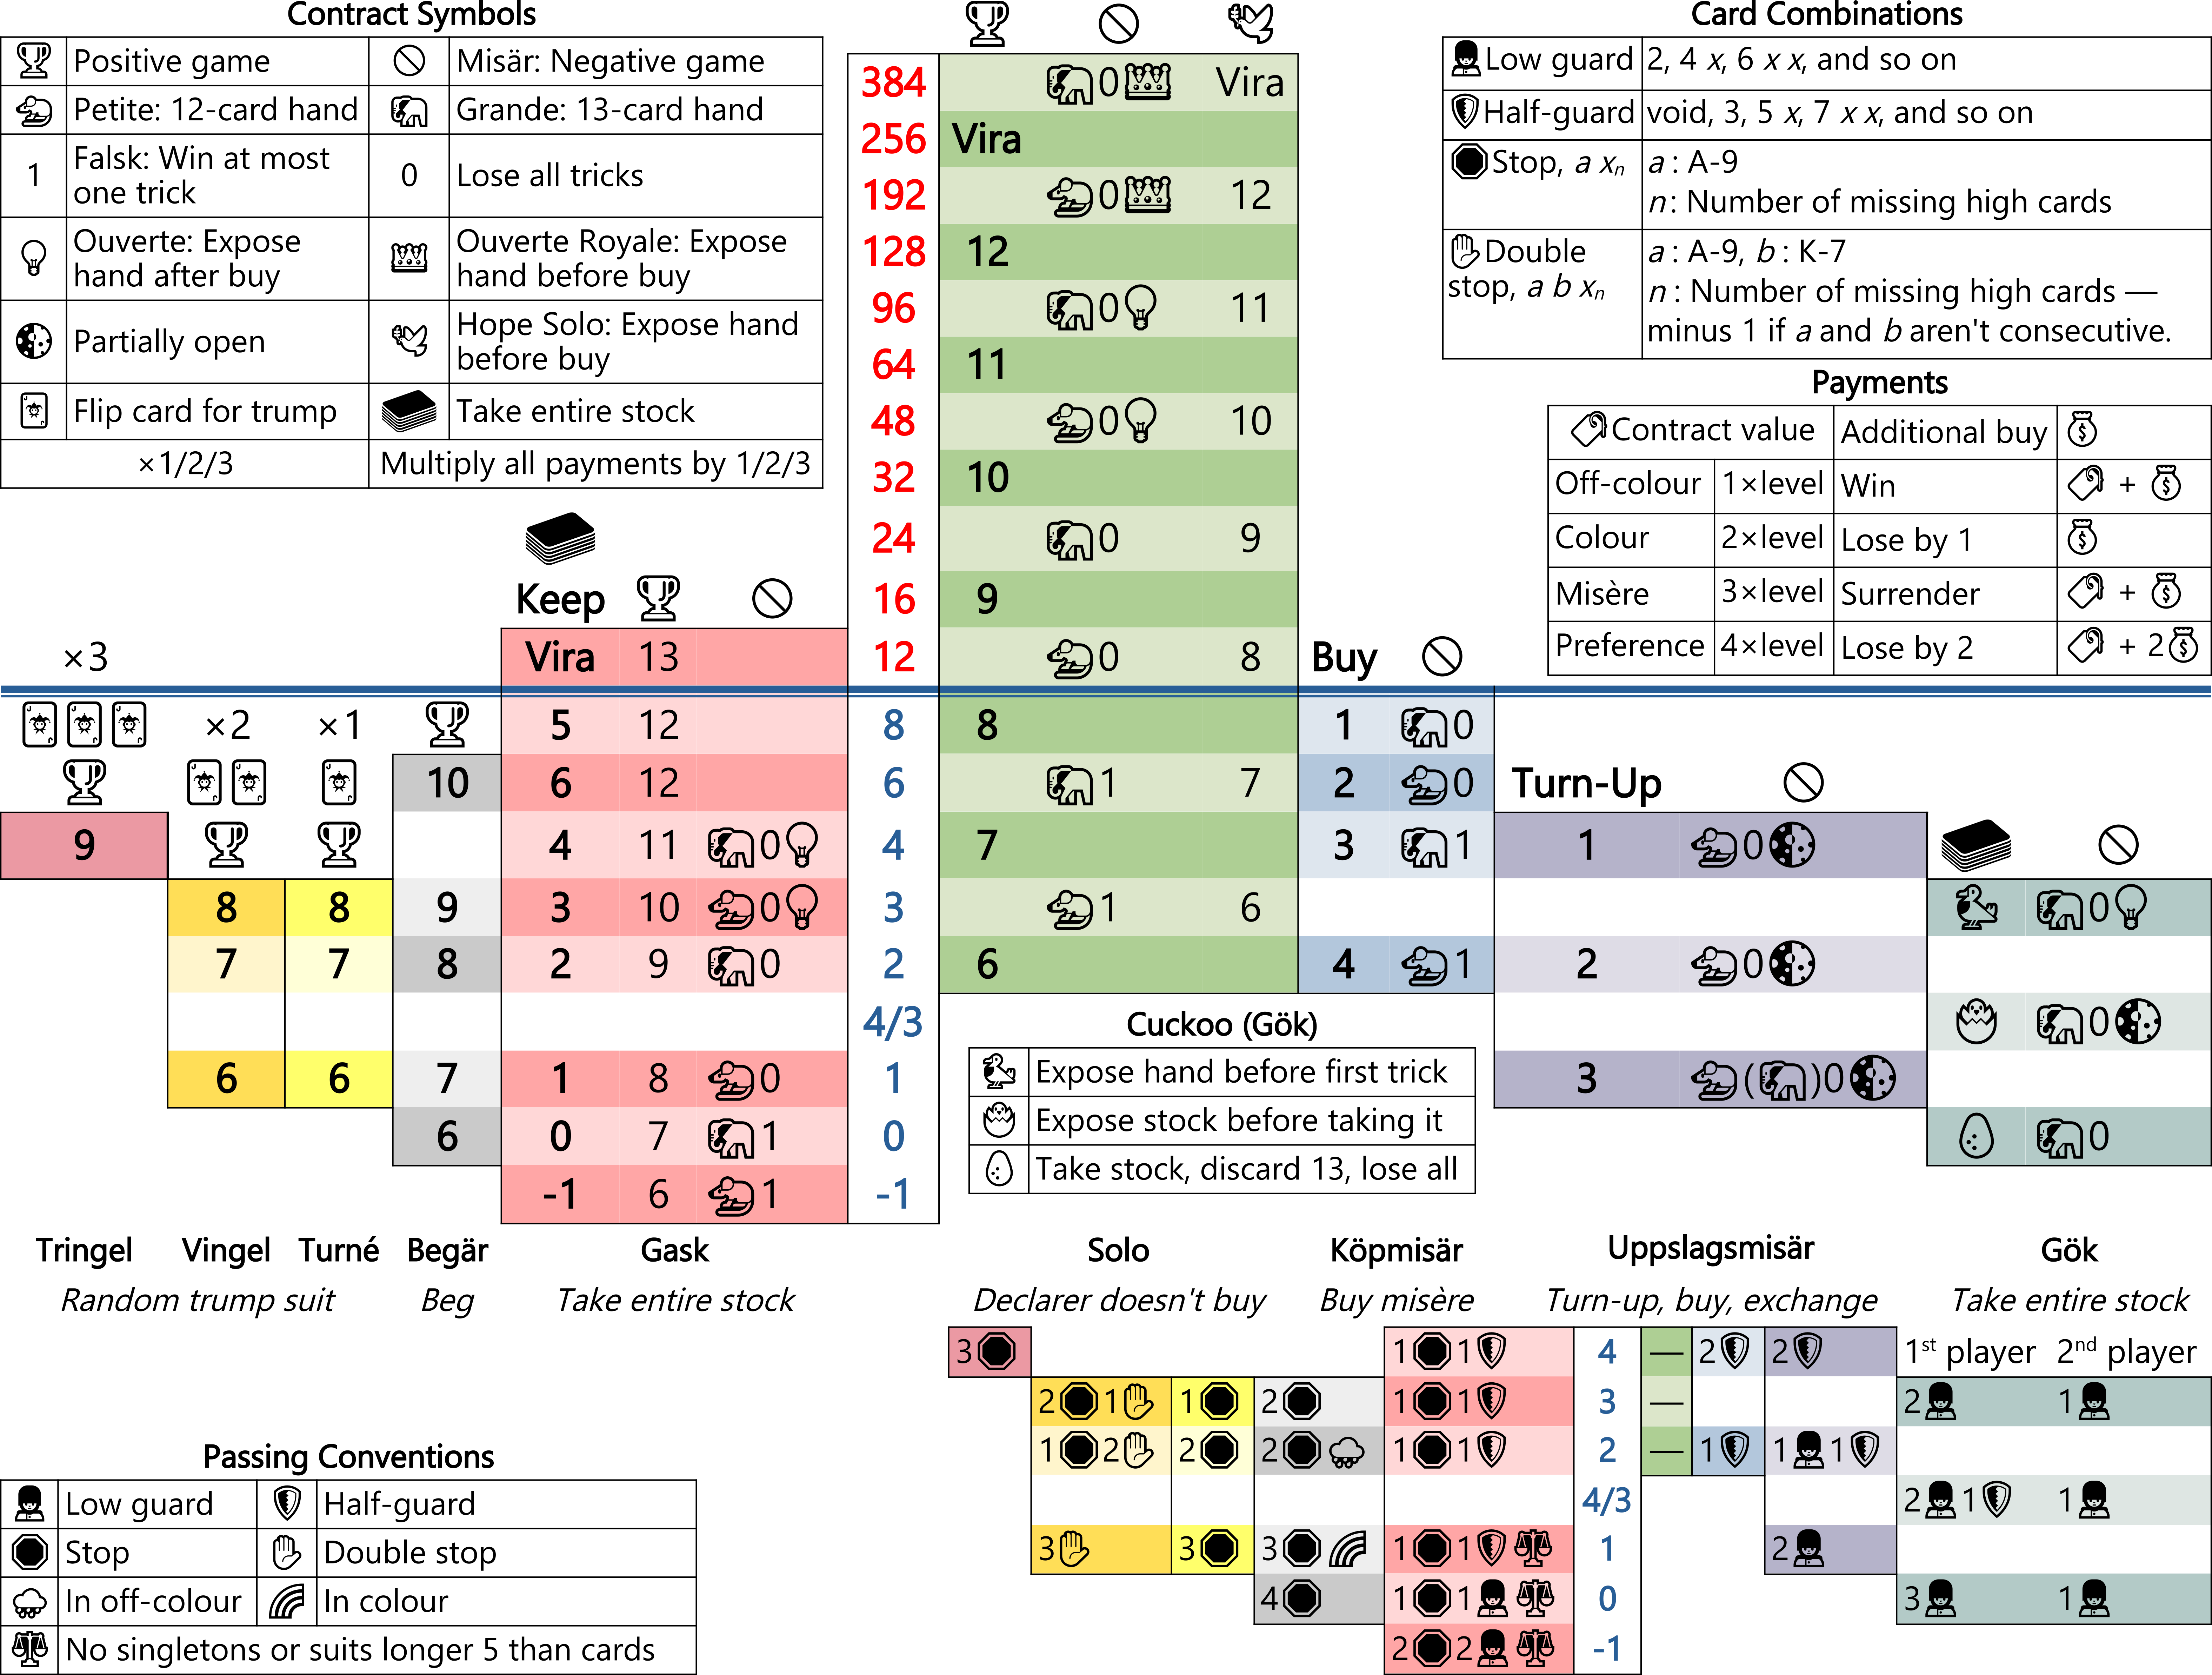 Contract Symbols
Positive game
Misär: Negative game
Petite: 12-card hand
Grande: 13-card hand
1
Falsk: Win at most
one trick
0
Lose all tricks
Ouverte: Expose
hand after buy
Ouverte Royale: Expose
hand before buy
Partially open
Hope Solo: Expose hand
before buy
Flip card for trump
Take entire stock
×1/2/3
Multiply all payments by 1/2/3
Card Combinations
Low guard 2, 4 x, 6 x x, and so on
Half-guard void, 3, 5 x, 7 x x, and so on
Stop, a xn
a : A-9
n : Number of missing high cards
Double
stop, a b xn
a : A-9, b : K-7
n : Number of missing high cards —
minus 1 if a and b aren't consecutive.
Payments
Contract value Additional buy
Off-colour 1×level Win +
Colour 2×level Lose by 1
Misère 3×level Surrender +
Preference 4×level Lose by 2 + 2
384 0 Vira
256 Vira
192 0 12
128 12
96 0 11
64 11
48 0 10
32 10
24 0 9
Keep
16 9
×3 Vira 13 12 0 8 Buy
×2 ×1 5 12 8 8 1 0
10 6 12 6 1 7 2 0 Turn-Up
9 4 11 0 4 7 3 1 1 0
8 8 9 3 10 0 3 1 6 0
7 7 8 2 9 0 2 6 4 1 2 0
4/3 0
6 6 7 1 8 0 1 3 ( )0
6 0 7 1 0 0
-1 6 1 -1
Cuckoo (Gök)
Expose hand before first trick
Expose stock before taking it
Take stock, discard 13, lose all
Tringel Vingel Turné Begär Gask Solo Köpmisär Uppslagsmisär Gök
Random trump suit Beg Take entire stock Declarer doesn't buy Buy misère Turn-up, buy, exchange Take entire stock
3 1 1 4 — 2 2 1st player 2nd player
2 1 1 2 1 1 3 — 2 1
1 2 2 2 1 1 2 — 1 1 1
4/3 2 1 1
3 3 3 1 1 1 2
4 1 1 0 3 1
2 2 -1
Passing Conventions
Low guard Half-guard
Stop Double stop
In off-colour In colour
No singletons or suits longer 5 than cards